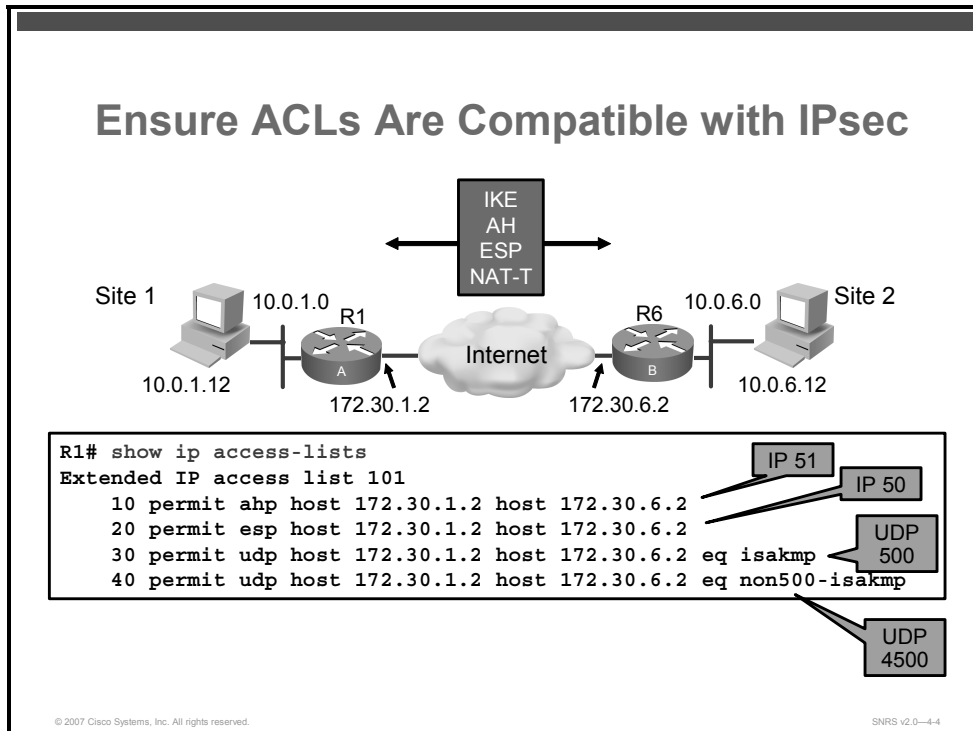 Ensure ACLs Are Compatible with IPsec
IKE
AH
ESP
NAT-T
Site 1
10.0.1.0
R1
A
10.0.1.12
172.30.1.2
Internet
R6
B
10.0.6.0
Site 2
172.30.6.2
10.0.6.12
R1# show ip access-lists
Extended IP access list 101
10 permit ahp host 172.30.1.2 host 172.30.6.2
20 permit esp host 172.30.1.2 host 172.30.6.2
30 permit udp host 172.30.1.2 host 172.30.6.2 eq isakmp
40 permit udp host 172.30.1.2 host 172.30.6.2 eq non500-isakmp
IP 51
IP 50
UDP
500
UDP
4500
© 2007 Cisco Systems, Inc. All rights reserved.
SNRS v2.0—4-4